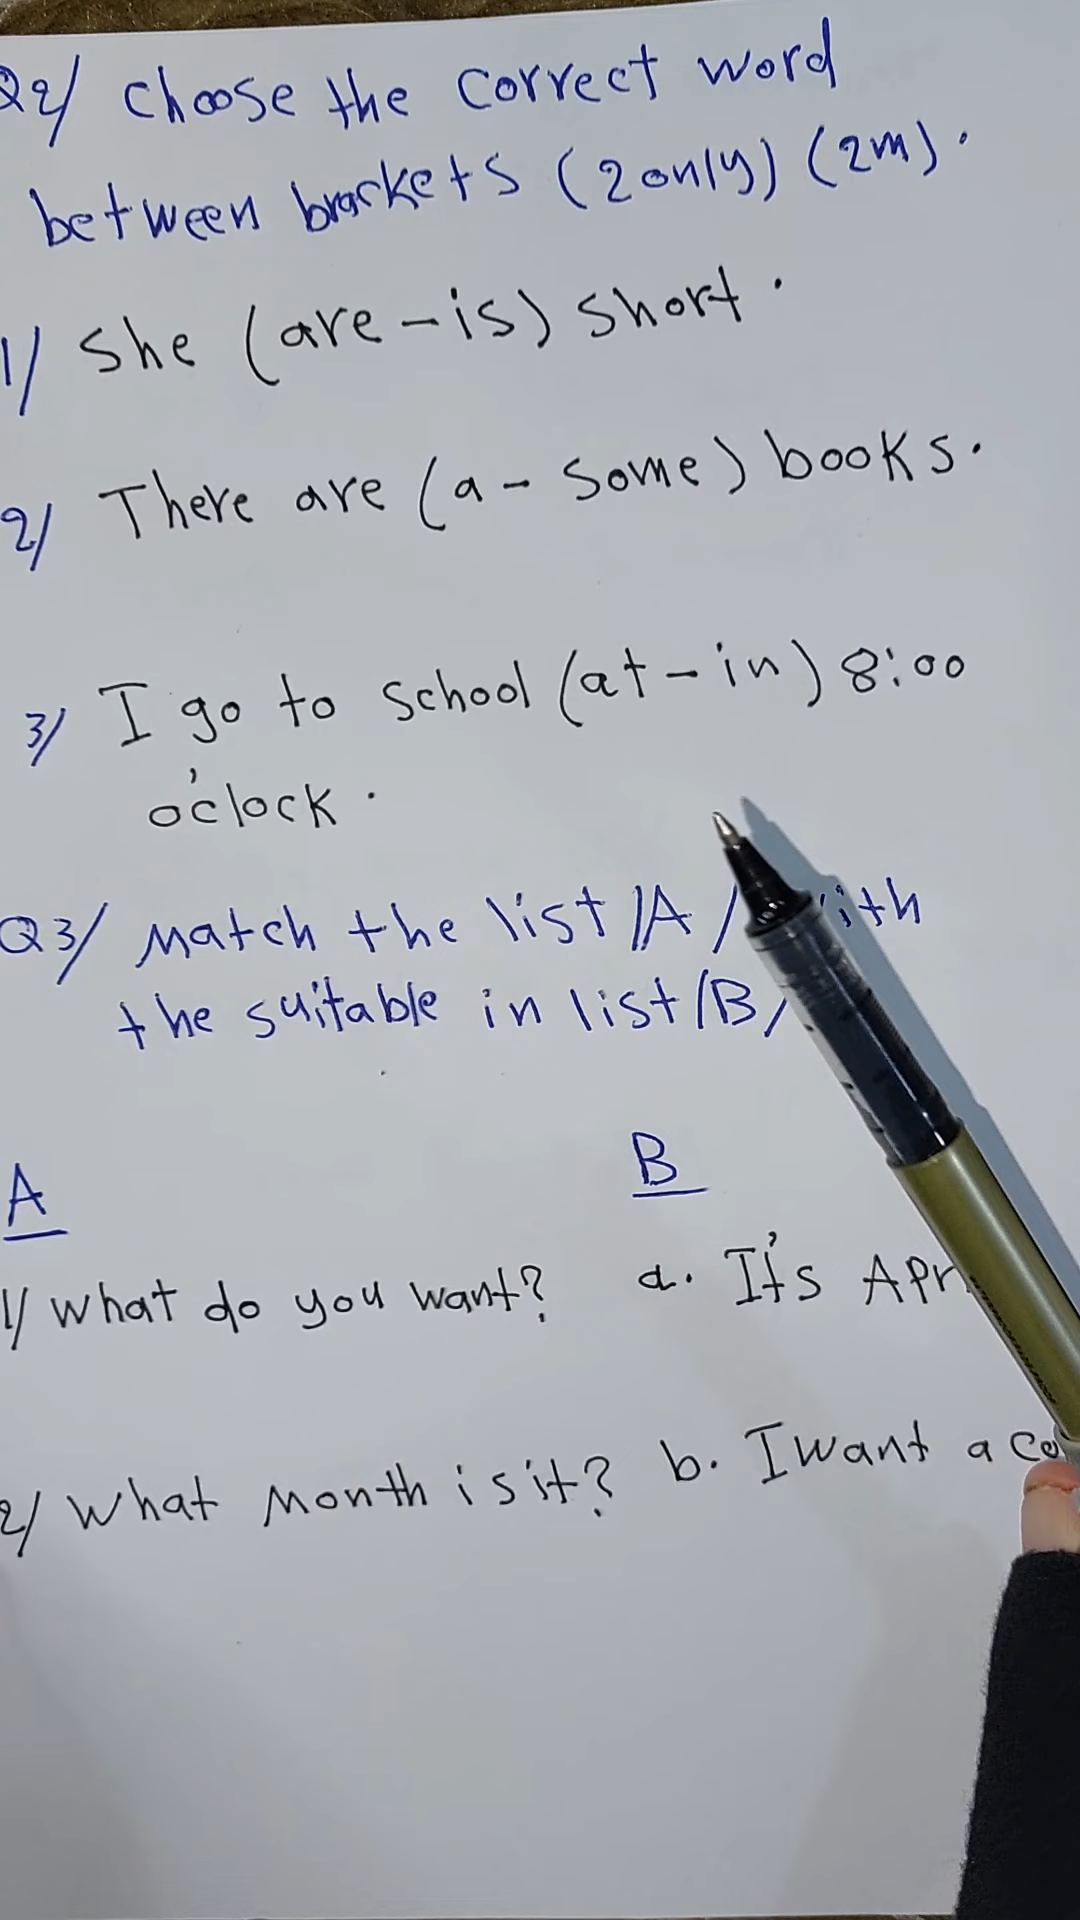 Q2/ choose the correct word
between brackets (2only) (2m).
1/ She (are-is) short.
2/ There are (a - some) books.
3/ I go to school (at-in) 8:00
o'clock.
Q3/ Match the list /A/
the suitable in list /B/
A
B
1/ What do you want? a. It's
2/ What month is it? b. I want a